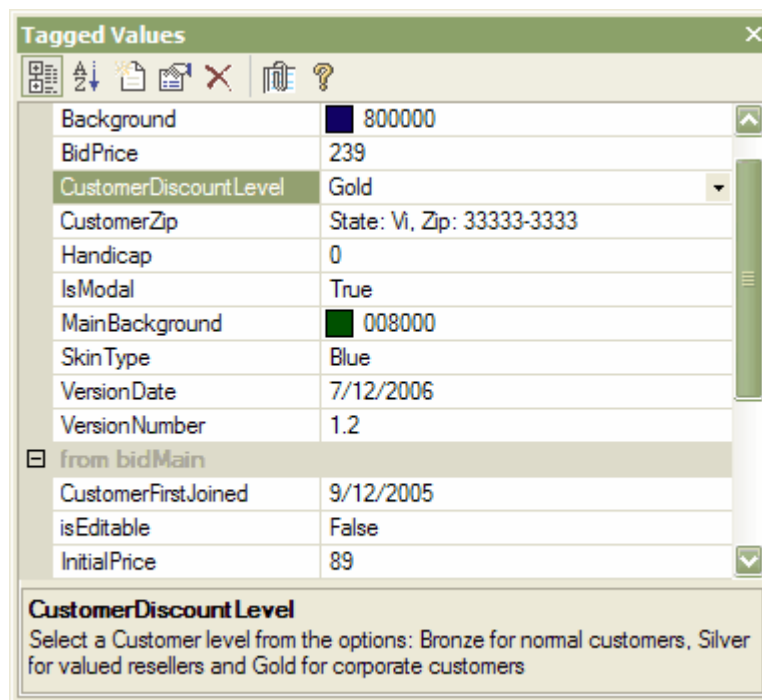 Tagged Values
Background 800000
BidPrice 239
CustomerDiscountLevel Gold
CustomerZip State: Vi, Zip: 33333-3333
Handicap 0
IsModal True
MainBackground 008000
SkinType Blue
VersionDate 7/12/2006
VersionNumber 1.2
from bidMain
CustomerFirstJoined 9/12/2005
isEditable False
InitialPrice 89
CustomerDiscountLevel
Select a Customer level from the options: Bronze for normal customers, Silver
for valued resellers and Gold for corporate customers